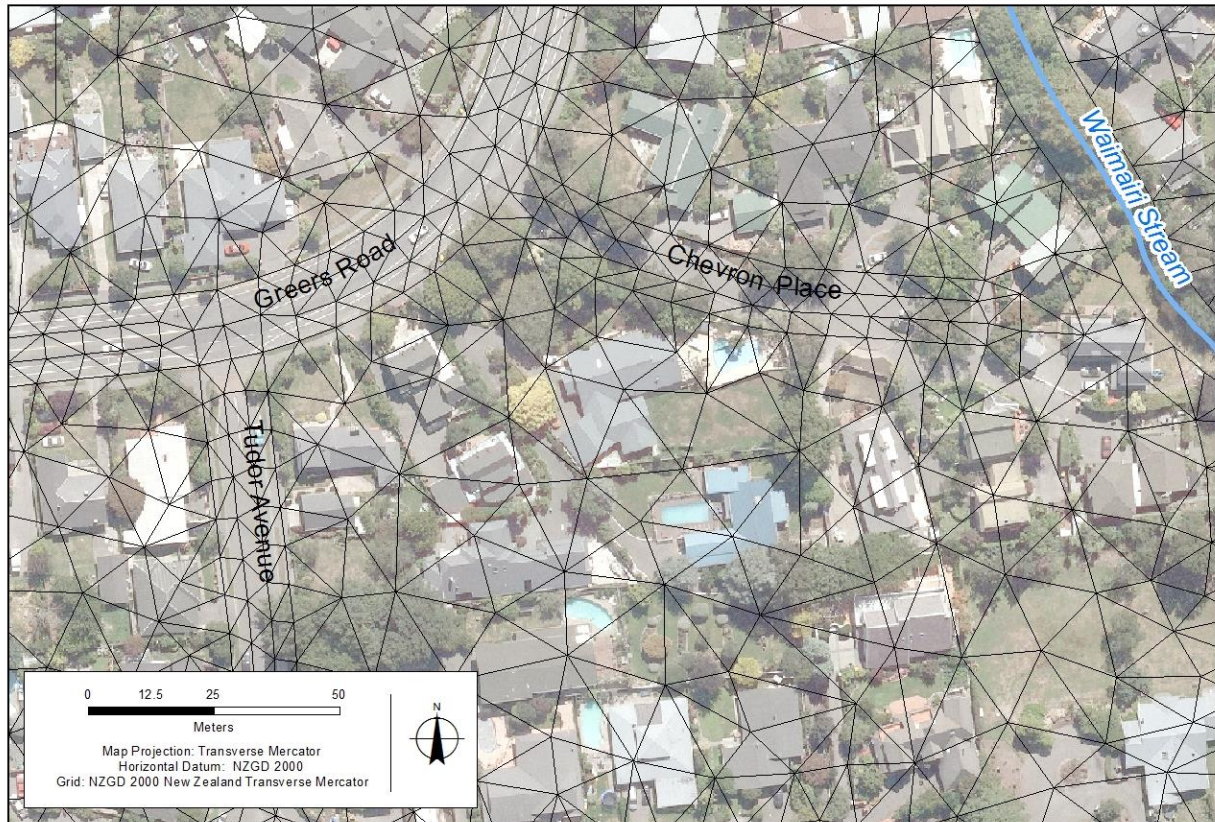 Waimairi Stream
Greers Road
Chevron Place
Tudor Avenue
0 12.5 25 50
Meters
Map Projection: Transverse Mercator
Horizontal Datum: NZGD 2000
Grid: NZGD 2000 New Zealand Transverse Mercator
N